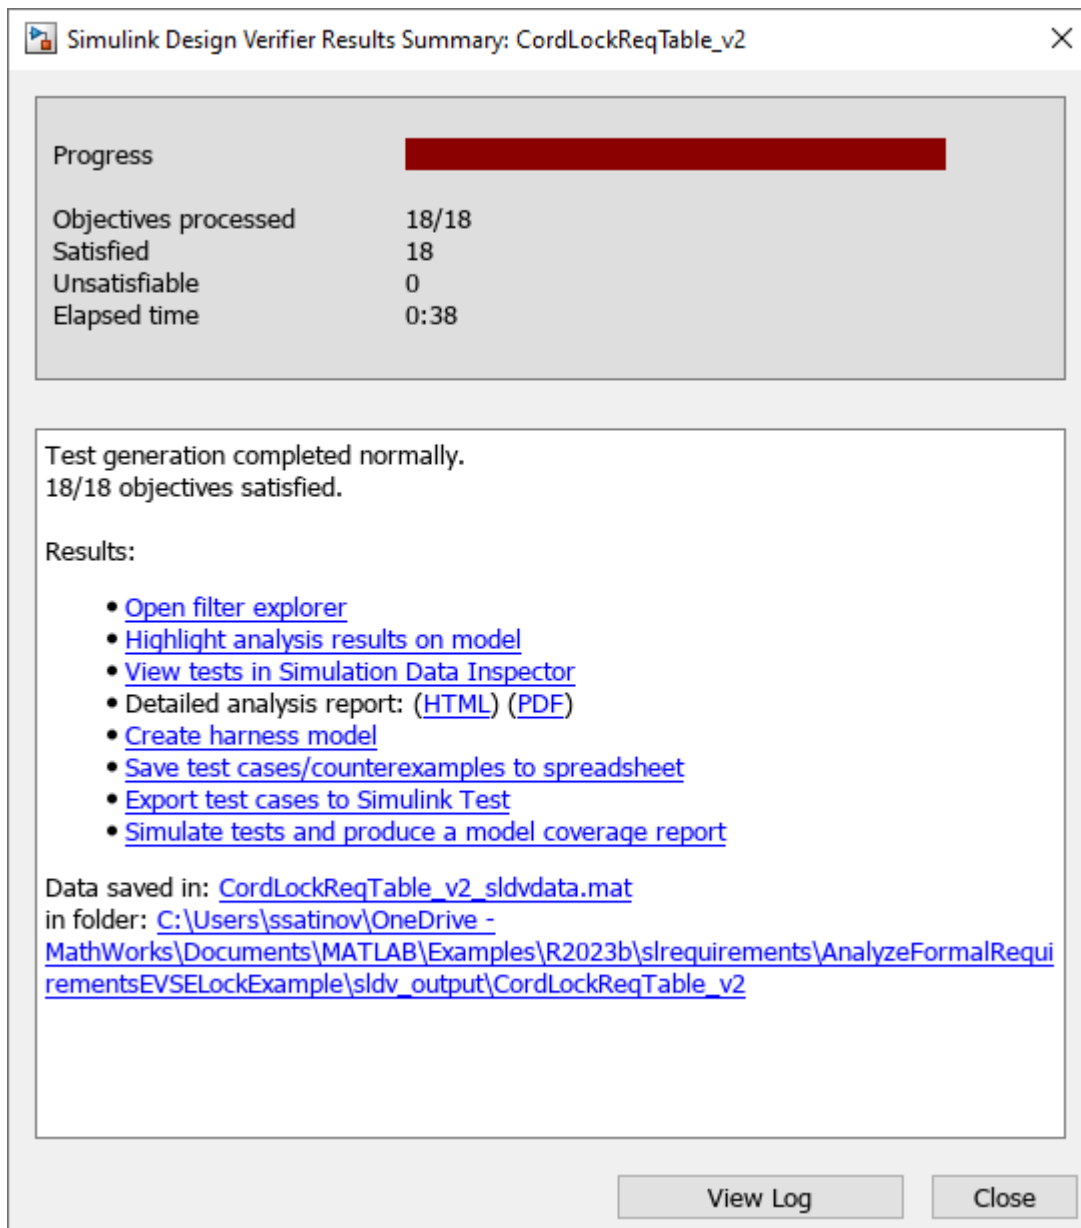 Simulink Design Verifier Results Summary: CordLockReqTable_v2
Progress
Objectives processed 18/18
Satisfied 18
Unsatisfiable 0
Elapsed time 0:38
Test generation completed normally.
18/18 objectives satisfied.
Results:
• Open filter explorer
• Highlight analysis results on model
• View tests in Simulation Data Inspector
• Detailed analysis report: (HTML) (PDF)
• Create harness model
• Save test cases/counterexamples to spreadsheet
• Export test cases to Simulink Test
• Simulate tests and produce a model coverage report
Data saved in: CordLockReqTable_v2_sldvdata.mat
in folder: C:\Users\ssatinov\OneDrive -
MathWorks\Documents\MATLAB\Examples\R2023b\slrequirements\AnalyzeFormalRequi
rementsEVSELockExample\sldv_output\CordLockReqTable_v2
View Log Close